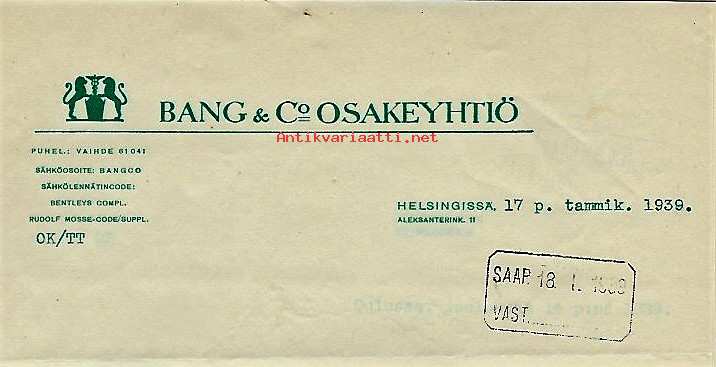 BANG & Cº OSAKEYHTIÖ
Antikvariaatti.net
PUHEL.: VAIHDE 61041
SÄHKÖOSOITE: BANGCO
SÄHKÖLENNÄTINCODE:
BENTLEYS COMPL.
RUDOLF MOSSE-CODE/SUPPL.
OK/TT
HELSINGISSÄ, 17 p. tammik. 1939.
ALEKSANTERINK. 11
SAAP. 18. I. 1939
VAST.